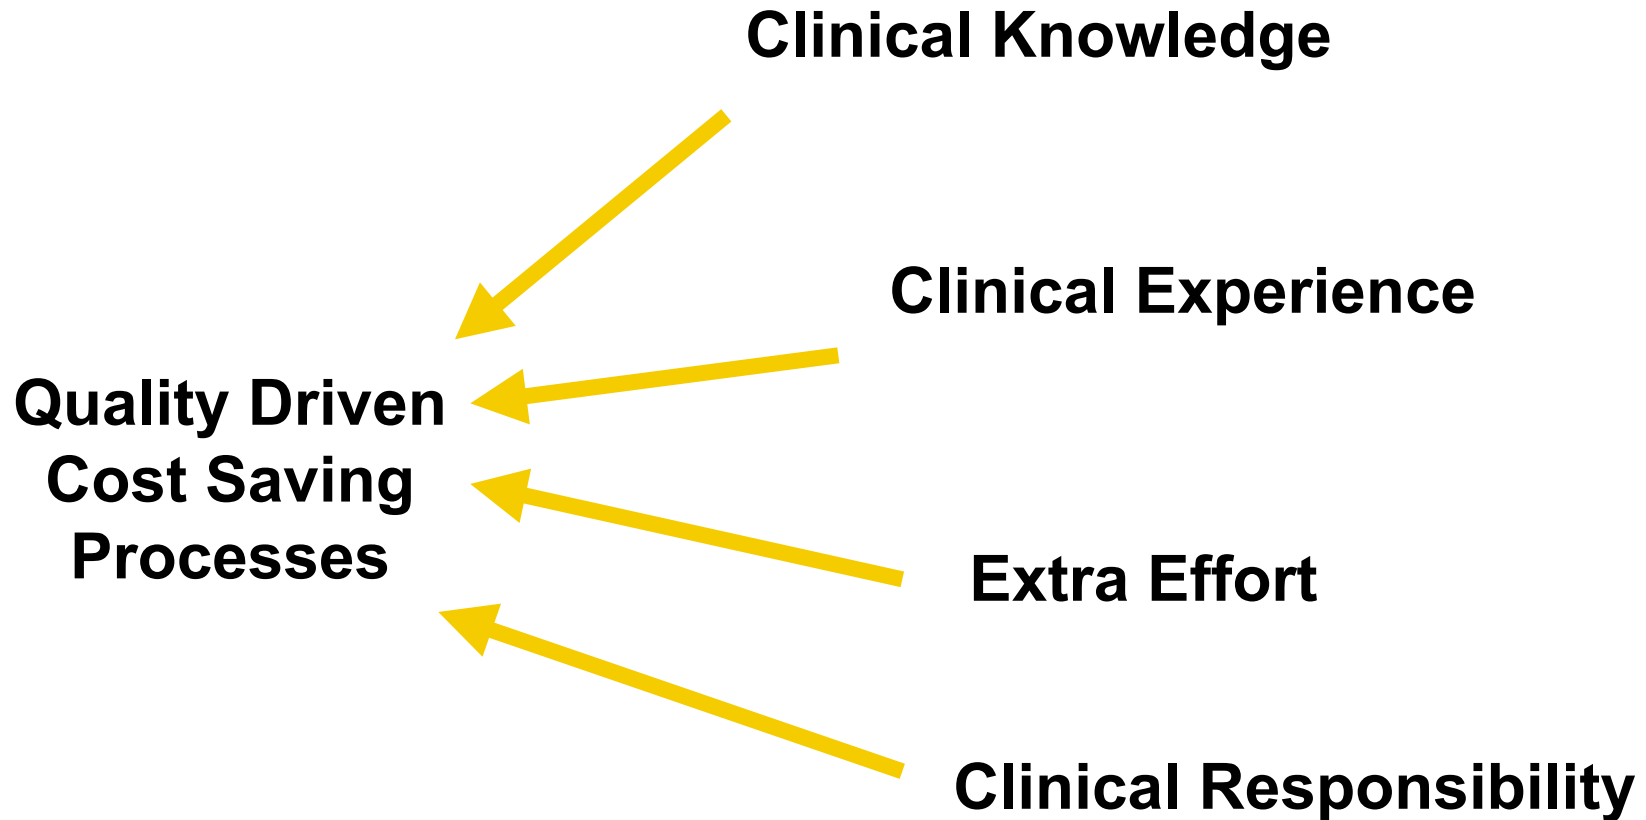 Clinical Knowledge
Clinical Experience
Quality Driven
Cost Saving
Processes
Extra Effort
Clinical Responsibility